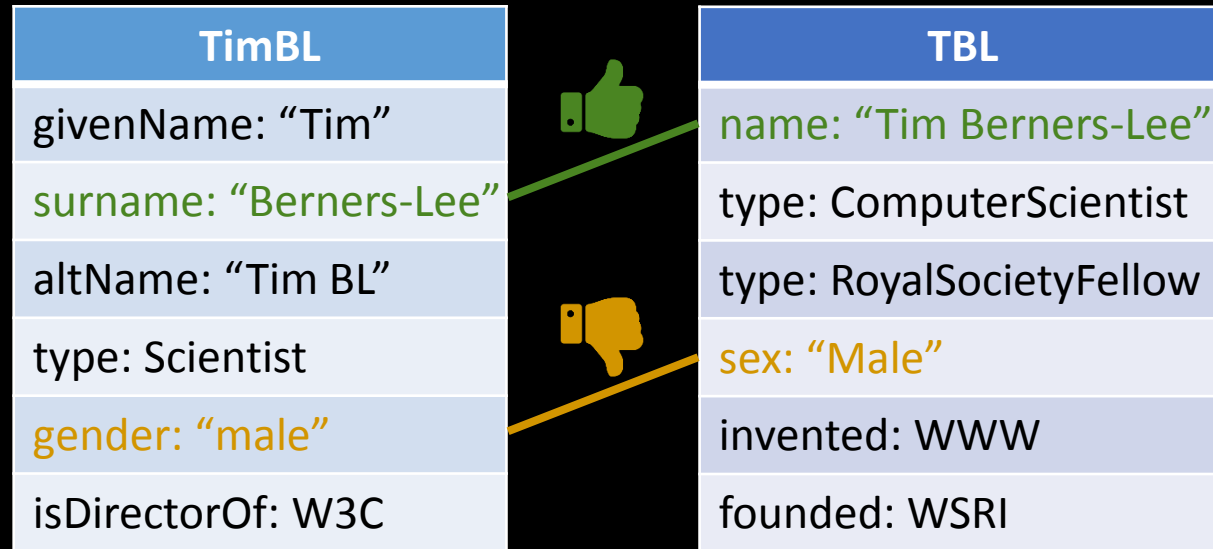 TimBL
givenName: “Tim”
surname: “Berners-Lee”
altName: “Tim BL”
type: Scientist
gender: “male”
isDirectorOf: W3C
TBL
name: “Tim Berners-Lee”
type: ComputerScientist
type: RoyalSocietyFellow
sex: “Male”
invented: WWW
founded: WSRI